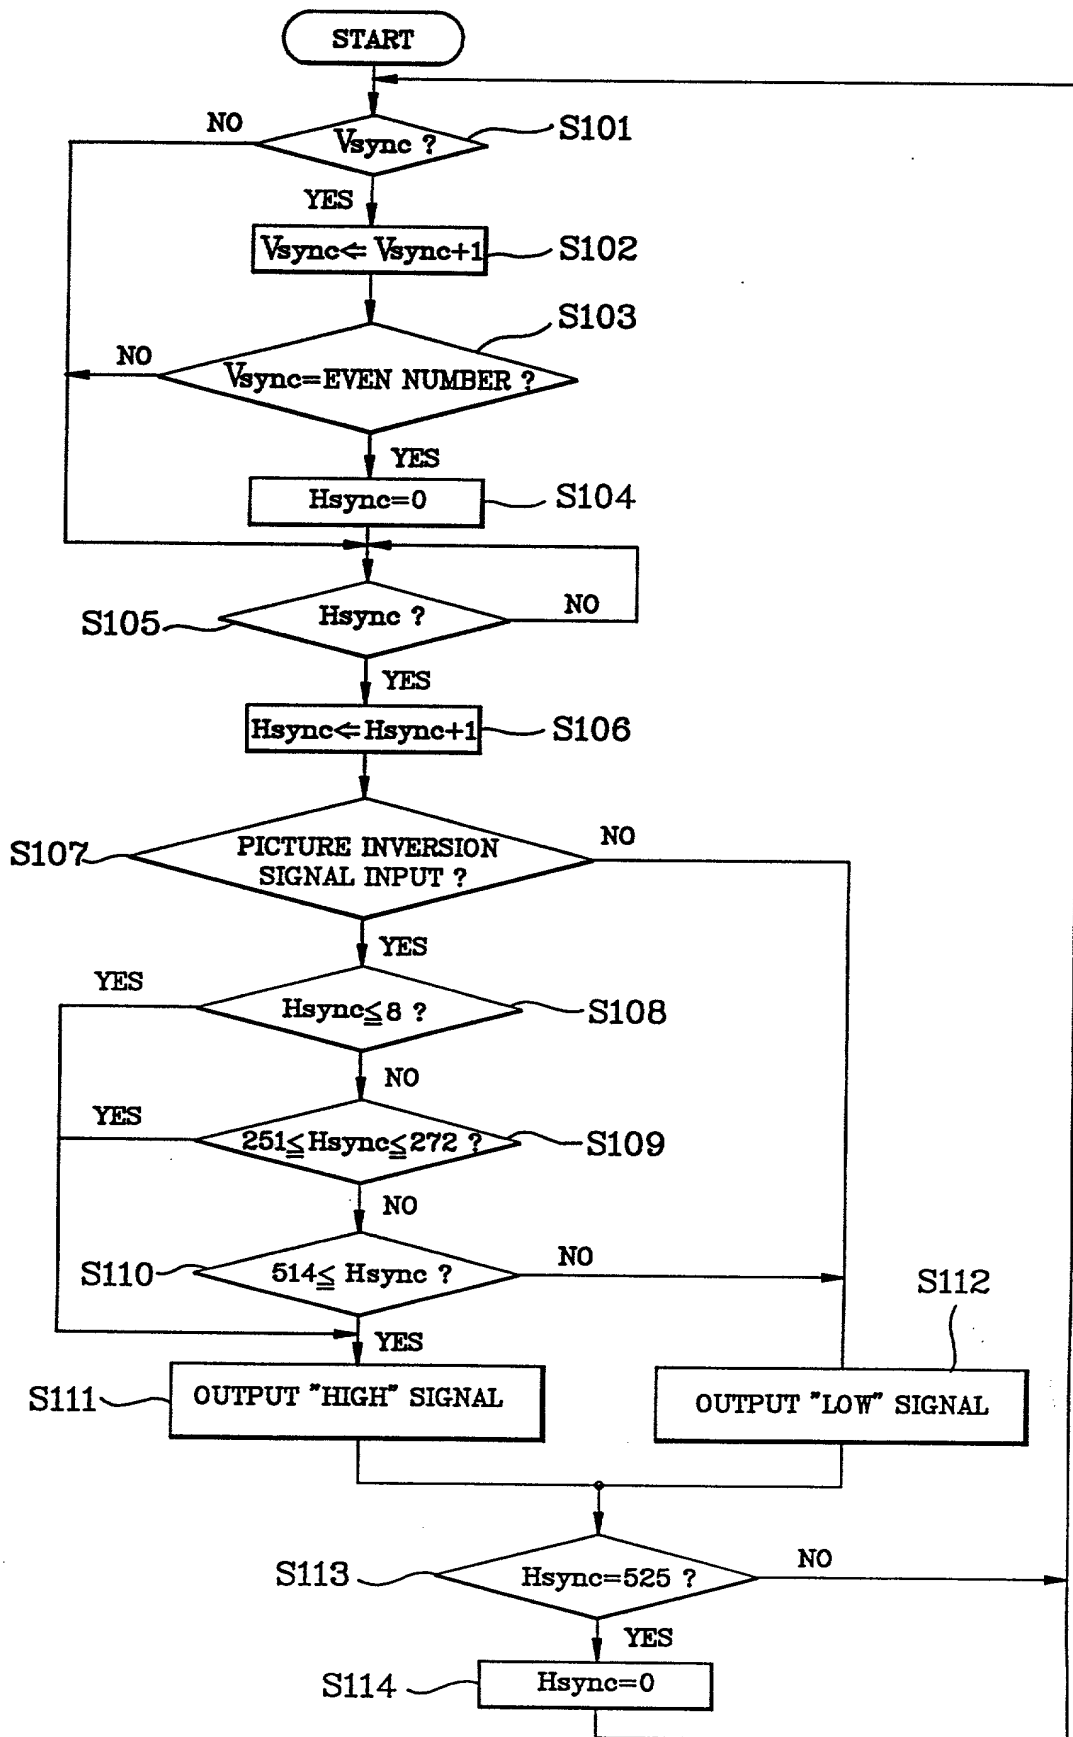 START
NO
Vsync ?
S101
YES
Vsync⇐ Vsync+1
S102
S103
NO
Vsync=EVEN NUMBER ?
YES
Hsync=0
S104
Hsync ?
NO
S105
YES
Hsync⇐Hsync+1
S106
NO
S107
PICTURE INVERSION
SIGNAL INPUT ?
YES
YES
Hsync≦8 ?
S108
NO
YES
251≦Hsync≦272 ?
S109
NO
S110
514≦ Hsync ?
NO
S112
YES
S111
OUTPUT "HIGH" SIGNAL
OUTPUT "LOW" SIGNAL
S113
Hsync=525 ?
NO
YES
S114
Hsync=0